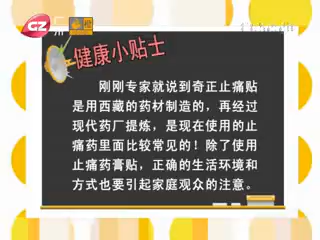 GZ
健康小贴士
刚刚专家就说到奇正止痛贴
是用西藏的药材制造的，再经过
现代药厂提炼，是现在使用的止
痛药里面比较常见的！除了使用
止痛药膏贴，正确的生活环境和
方式也要引起家庭观众的注意。